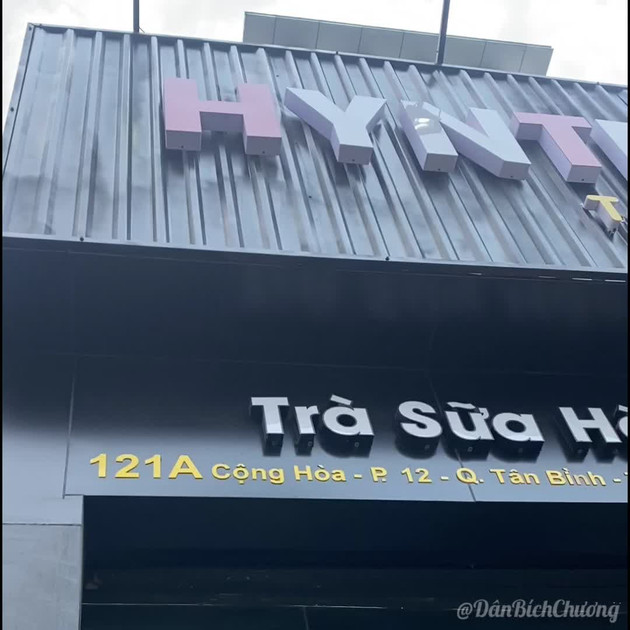 HYNT
T
Trà Sữa H
121A Cộng Hòa - P. 12 - Q. Tân Bình -
@DânBíchChương